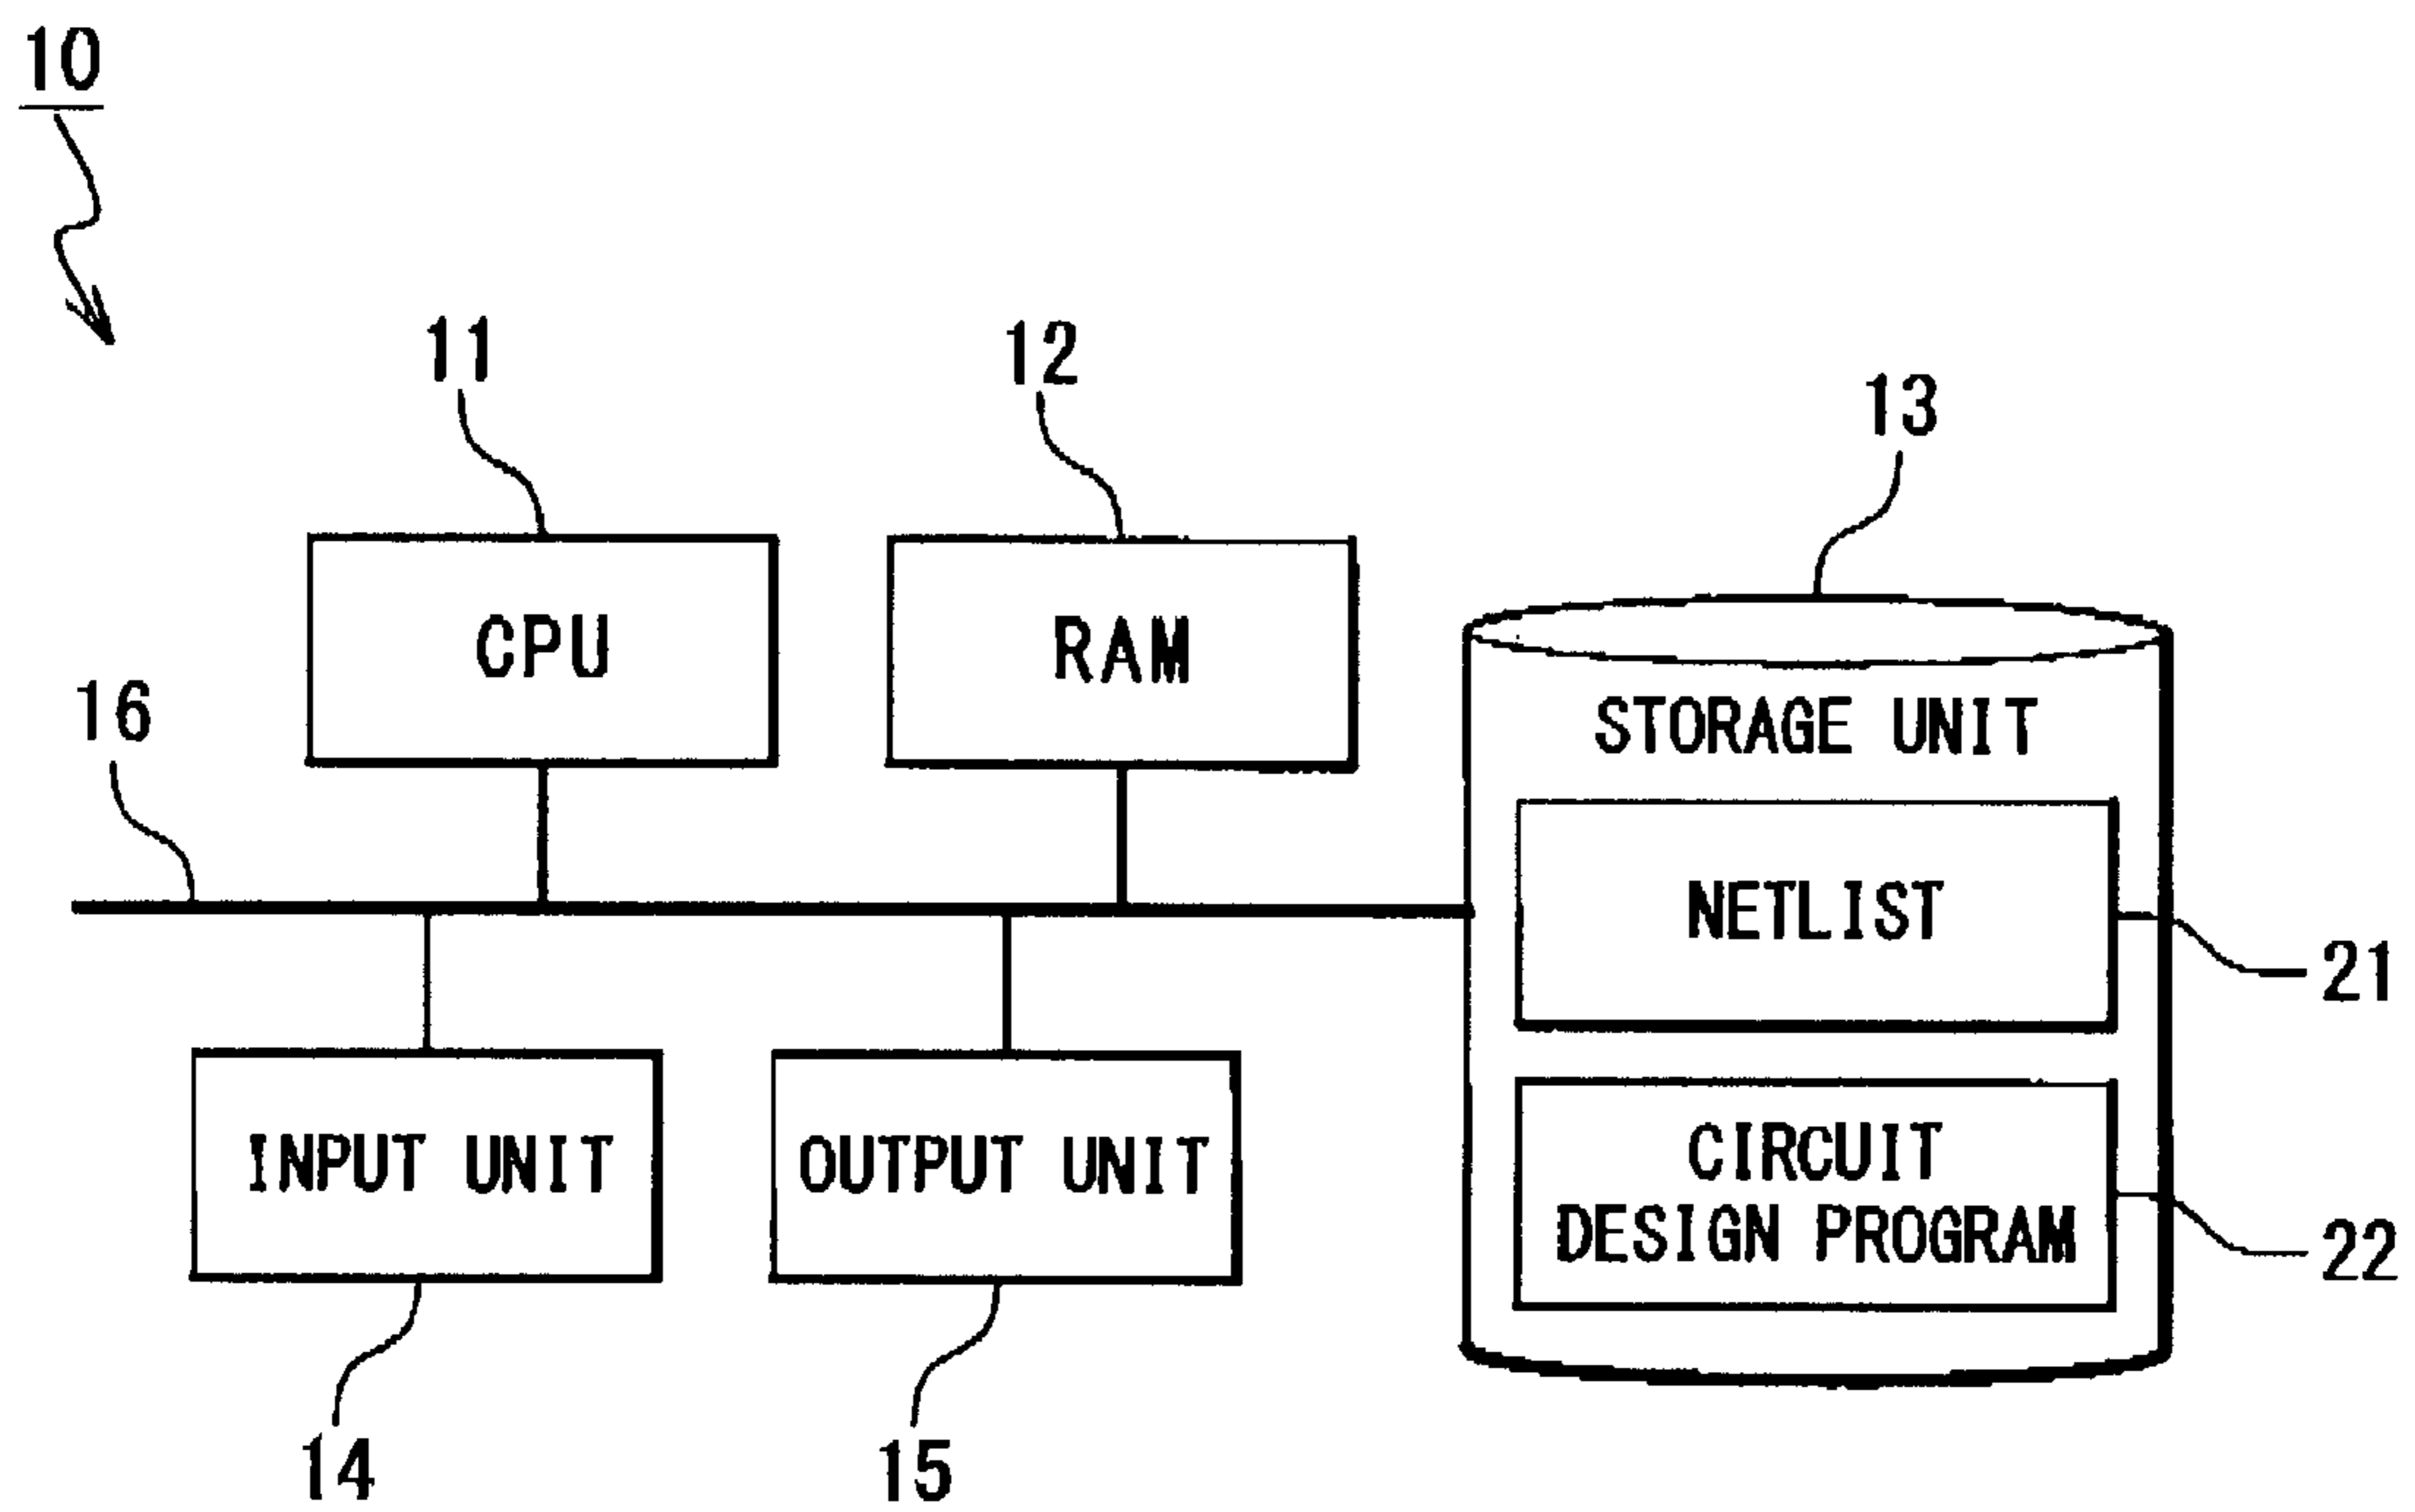 10
11
12
13
CPU
RAM
16
STORAGE UNIT
NETLIST
21
INPUT UNIT
OUTPUT UNIT
CIRCUIT
DESIGN PROGRAM
22
14
15